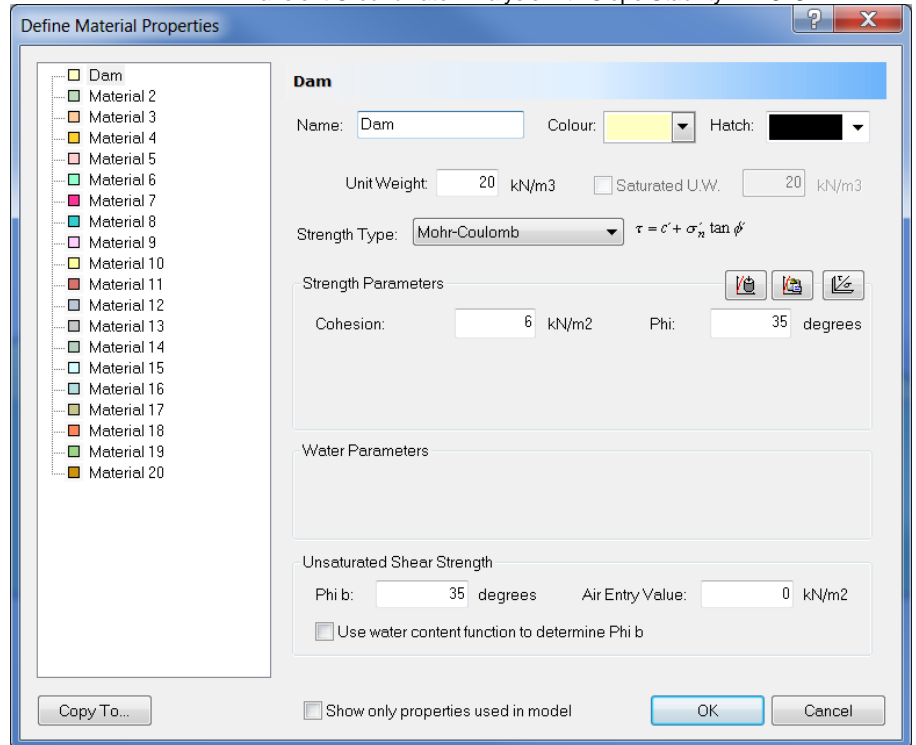 Define Material Properties
Dam
Material 2
Material 3
Material 4
Material 5
Material 6
Material 7
Material 8
Material 9
Material 10
Material 11
Material 12
Material 13
Material 14
Material 15
Material 16
Material 17
Material 18
Material 19
Material 20
Dam
Name: Dam Colour: Hatch:
Unit Weight: 20 kN/m3 Saturated U.W. 20 kN/m3
Strength Type: Mohr-Coulomb τ = c′ + σ′n tan φ′
Strength Parameters
Cohesion: 6 kN/m2 Phi: 35 degrees
Water Parameters
Unsaturated Shear Strength
Phi b: 35 degrees Air Entry Value: 0 kN/m2
Use water content function to determine Phi b
Copy To... Show only properties used in model OK Cancel